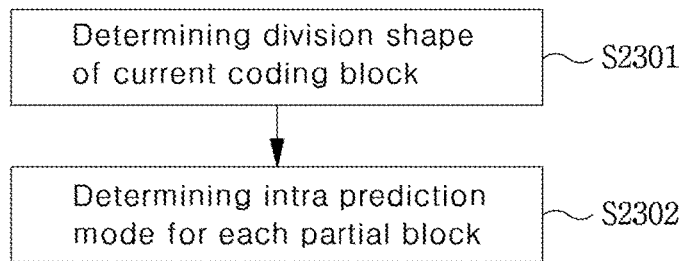 Determining division shape
of current coding block
S2301
Determining intra prediction
mode for each partial block
S2302